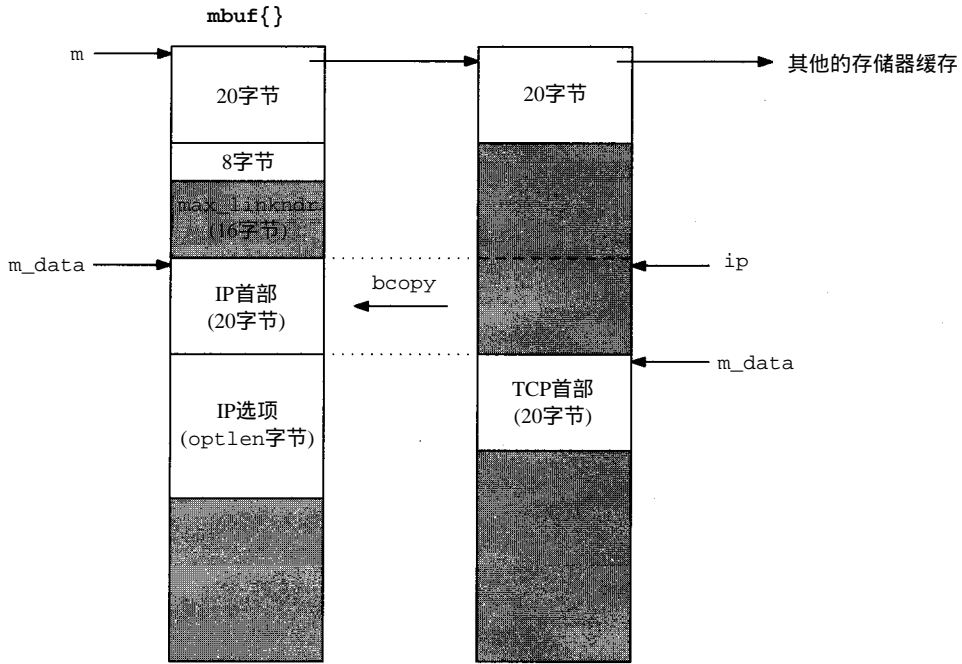 mbuf{}
m
其他的存储器缓存
20字节
20字节
8字节
max_linkhdr
(16字节)
m_data
ip
bcopy
IP首部
(20字节)
m_data
TCP首部
(20字节)
IP选项
(optlen字节)